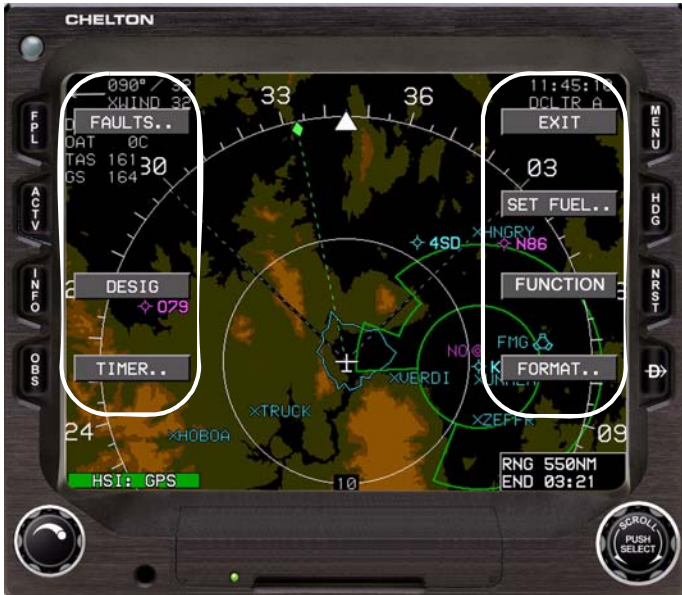 CHELTON
090° / 32
XWIND 32
FAULTS..
OAT 0C
TAS 161
GS 164
DESIG
TIMER..
HSI: GPS
11:45:10
DCLTR A
EXIT
SET FUEL..
FUNCTION
FORMAT..
RNG 550NM
END 03:21
33
36
30
03
24
09
10
4SD
N86
079
FMG
VERDI
TRUCK
HOBOA
ZEFFR
NO
K
FPL
ACTV
INFO
OBS
MENU
HDG
NRST
D
SCROLL
PUSH
SELECT